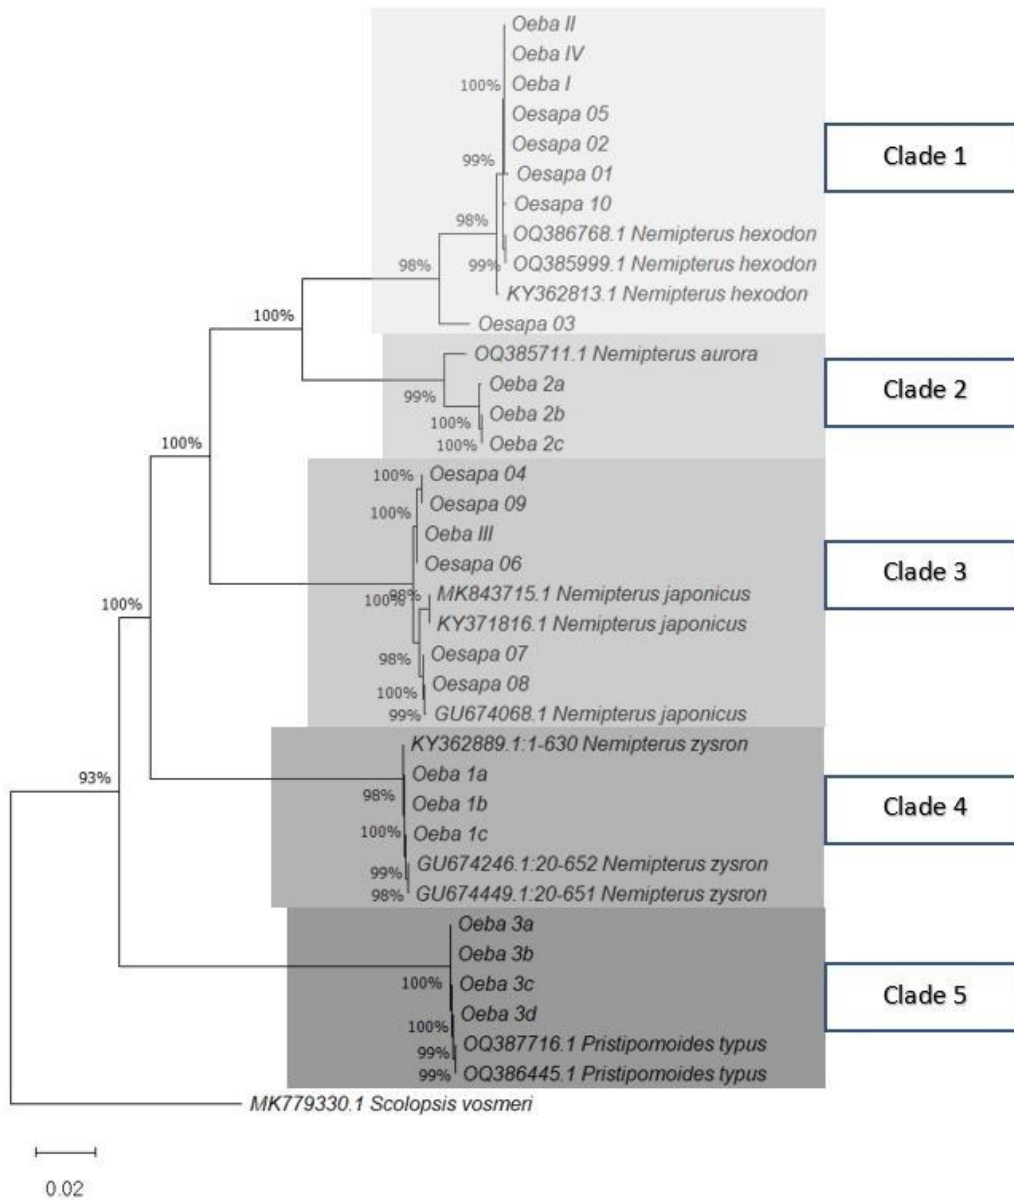 Oeba II
Oeba IV
100% Oeba I
Oesapa 05
Oesapa 02
99%
Oesapa 01
Oesapa 10
98%
OQ386768.1 Nemipterus hexodon
98%
99% OQ385999.1 Nemipterus hexodon
KY362813.1 Nemipterus hexodon
100%
Oesapa 03
Clade 1
OQ385711.1 Nemipterus aurora
Oeba 2a
99%
Oeba 2b
100%
100% Oeba 2c
Clade 2
100%
100% Oesapa 04
Oesapa 09
100%
Oeba III
Oesapa 06
98%
MK843715.1 Nemipterus japonicus
100%
100%
KY371816.1 Nemipterus japonicus
Oesapa 07
98%
Oesapa 08
100%
99% GU674068.1 Nemipterus japonicus
Clade 3
KY362889.1:1-630 Nemipterus zysron
93%
Oeba 1a
98%
Oeba 1b
100% Oeba 1c
GU674246.1:20-652 Nemipterus zysron
99%
98% GU674449.1:20-651 Nemipterus zysron
Clade 4
Oeba 3a
Oeba 3b
100% Oeba 3c
Oeba 3d
100%
OQ387716.1 Pristipomoides typus
99%
99% OQ386445.1 Pristipomoides typus
Clade 5
MK779330.1 Scolopsis vosmeri
0.02